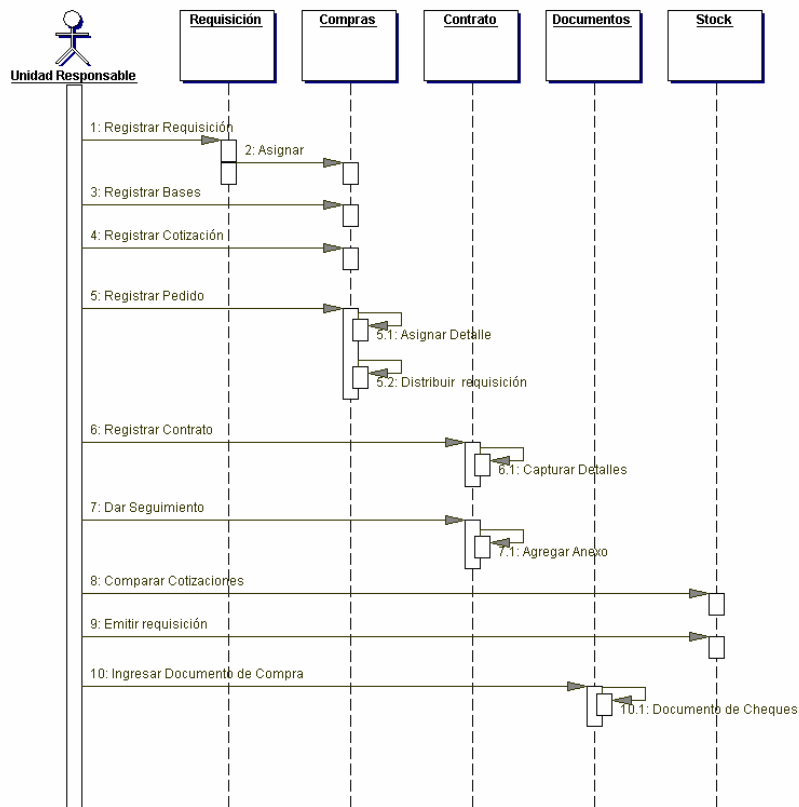 Requisición
Compras
Contrato
Documentos
Stock
Unidad Responsable
1: Registrar Requisición
2: Asignar
3: Registrar Bases
4: Registrar Cotización
5: Registrar Pedido
5.1: Asignar Detalle
5.2: Distribuir requisición
6: Registrar Contrato
6.1: Capturar Detalles
7: Dar Seguimiento
7.1: Agregar Anexo
8: Comparar Cotizaciones
9: Emitir requisición
10: Ingresar Documento de Compra
10.1: Documento de Cheques